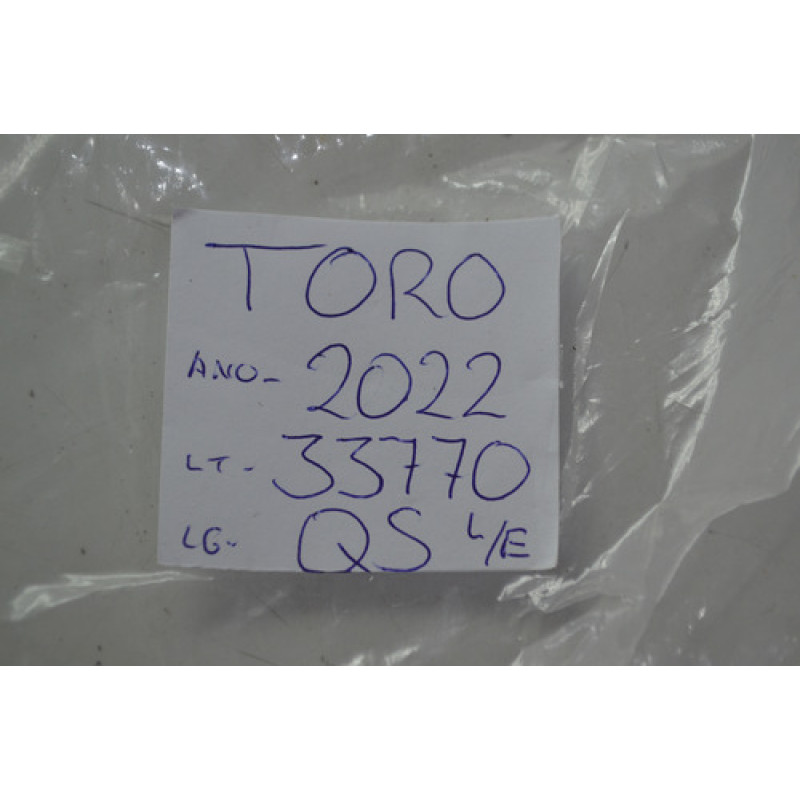 TORO
ANO- 2022
LT- 33770
LG- QS L/E